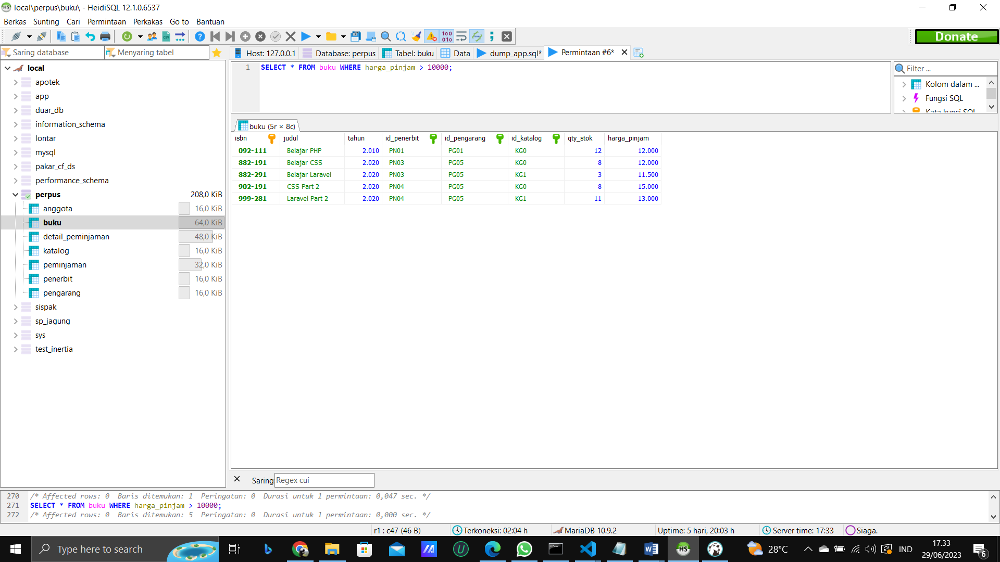 local\perpus\buku\ - HeidiSQL 12.1.0.6537
Berkas Sunting Cari Permintaan Perkakas Go to Bantuan
Donate
Saring database Menyaring tabel
Host: 127.0.0.1 Database: perpus Tabel: buku Data dump_app.sql* Permintaan #6*
1 SELECT * FROM buku WHERE harga_pinjam > 10000;
Filter ...
Kolom dalam ...
Fungsi SQL
Kata kunci SQL
local
apotek
app
duar_db
information_schema
lontar
mysql
pakar_cf_ds
performance_schema
perpus 208,0 KiB
anggota 16,0 KiB
buku 64,0 KiB
detail_peminjaman 48,0 KiB
katalog 16,0 KiB
peminjaman 32,0 KiB
penerbit 16,0 KiB
pengarang 16,0 KiB
sispak
sp_jagung
sys
test_inertia
buku (5r × 8c)
isbn judul tahun id_penerbit id_pengarang id_katalog qty_stok harga_pinjam
092-111 Belajar PHP 2.010 PN01 PG01 KG0 12 12.000
882-191 Belajar CSS 2.020 PN03 PG05 KG0 8 12.000
882-291 Belajar Laravel 2.020 PN03 PG05 KG1 3 11.500
902-191 CSS Part 2 2.020 PN04 PG05 KG0 8 15.000
999-281 Laravel Part 2 2.020 PN04 PG05 KG1 11 13.000
Saring Regex cui
270 /* Affected rows: 0 Baris ditemukan: 1 Peringatan: 0 Durasi untuk 1 permintaan: 0,047 sec. */
271 SELECT * FROM buku WHERE harga_pinjam > 10000;
272 /* Affected rows: 0 Baris ditemukan: 5 Peringatan: 0 Durasi untuk 1 permintaan: 0,000 sec. */
r1 : c47 (46 B) Terkoneksi: 02:04 h MariaDB 10.9.2 Uptime: 5 hari, 20:03 h Server time: 17:33 Siaga.
Type here to search
28°C
IND
17.33
29/06/2023
6